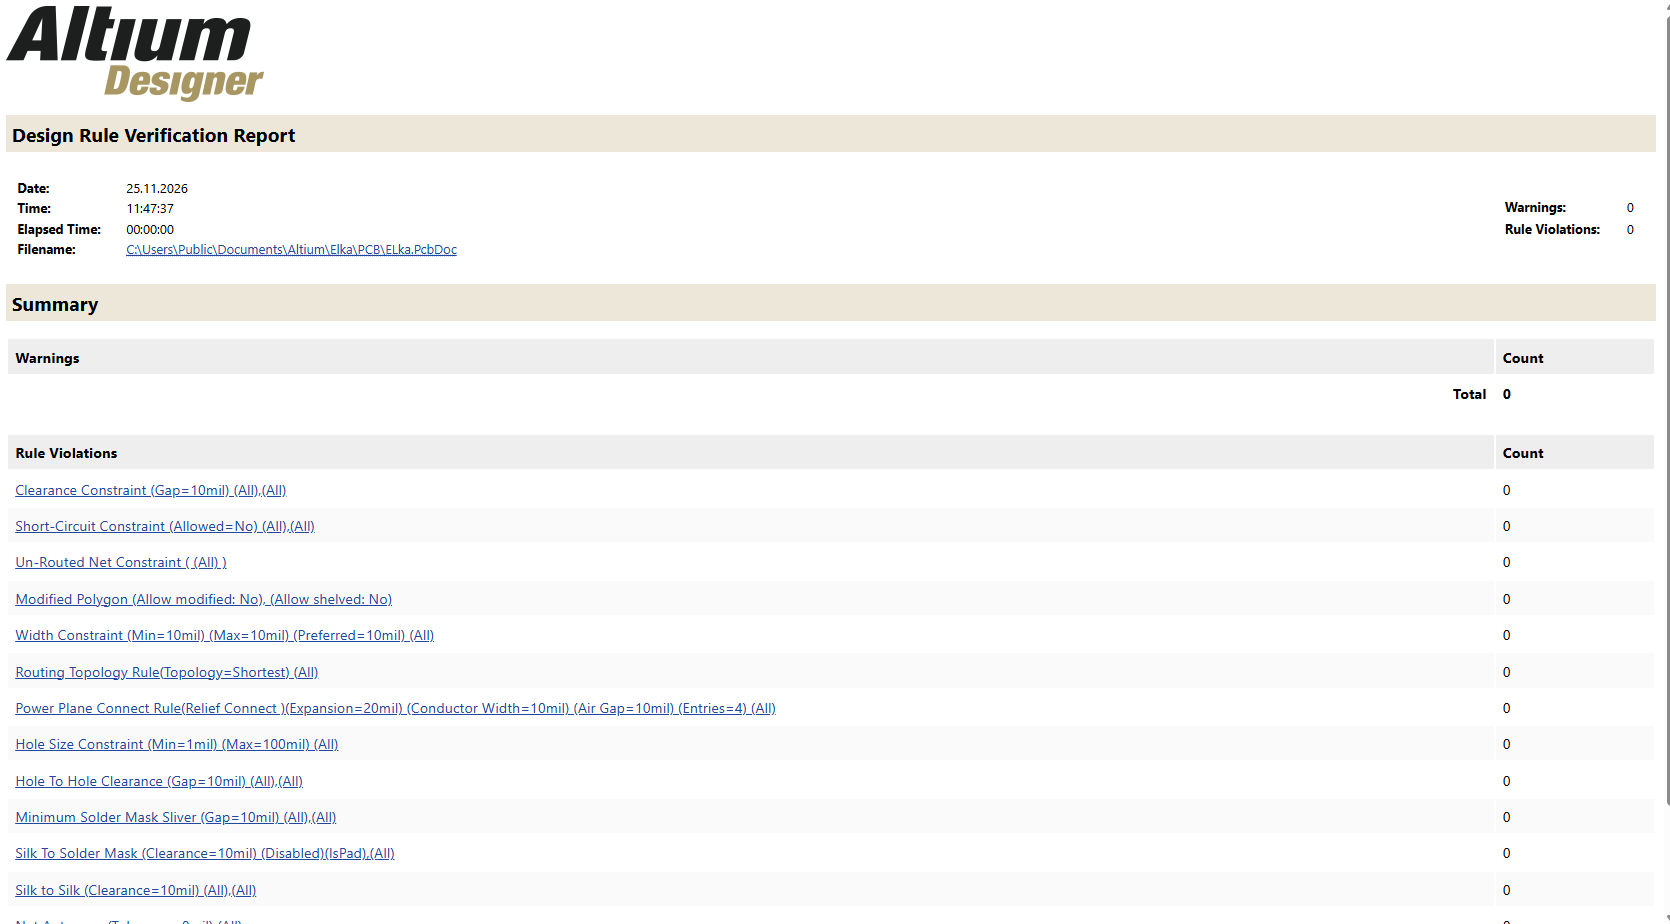 Altium
Designer
Design Rule Verification Report
Date: 25.11.2026
Time: 11:47:37
Elapsed Time: 00:00:00
Filename: C:\Users\Public\Documents\Altium\Elka\PCB\ELka.PcbDoc
Warnings: 0
Rule Violations: 0
Summary
Warnings Count
Total 0
Rule Violations Count
Clearance Constraint (Gap=10mil) (All),(All) 0
Short-Circuit Constraint (Allowed=No) (All),(All) 0
Un-Routed Net Constraint ( (All) ) 0
Modified Polygon (Allow modified: No), (Allow shelved: No) 0
Width Constraint (Min=10mil) (Max=10mil) (Preferred=10mil) (All) 0
Routing Topology Rule(Topology=Shortest) (All) 0
Power Plane Connect Rule(Relief Connect )(Expansion=20mil) (Conductor Width=10mil) (Air Gap=10mil) (Entries=4) (All) 0
Hole Size Constraint (Min=1mil) (Max=100mil) (All) 0
Hole To Hole Clearance (Gap=10mil) (All),(All) 0
Minimum Solder Mask Sliver (Gap=10mil) (All),(All) 0
Silk To Solder Mask (Clearance=10mil) (Disabled)(IsPad),(All) 0
Silk to Silk (Clearance=10mil) (All),(All) 0